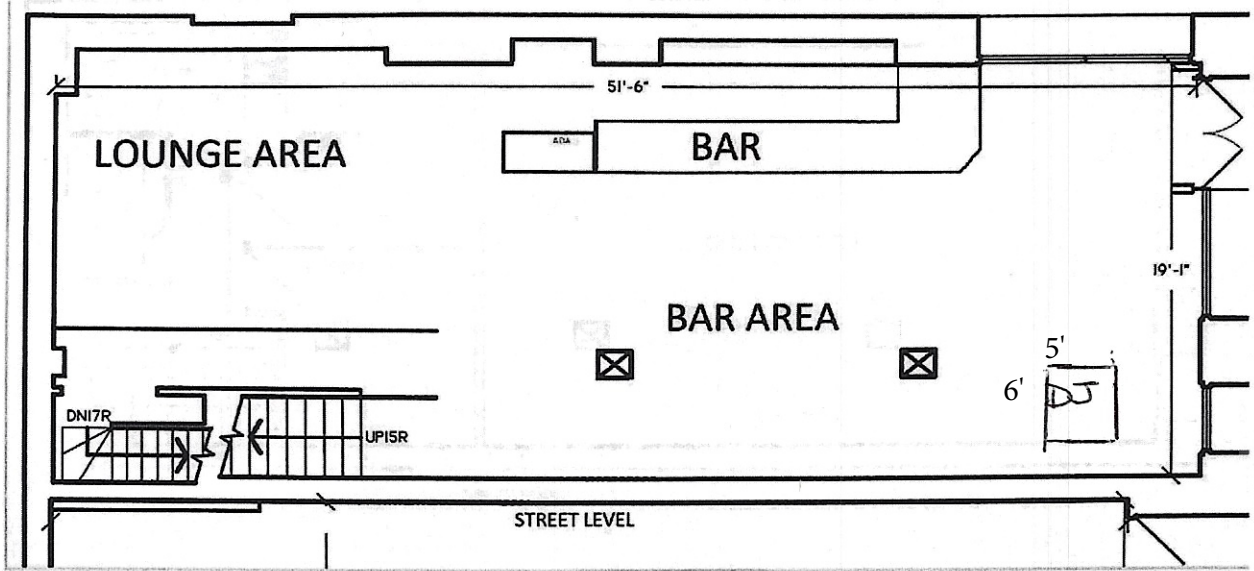 51'-6"
LOUNGE AREA
ADA
BAR
19'-1"
BAR AREA
5'
6'
DJ
DN17R
UP15R
STREET LEVEL